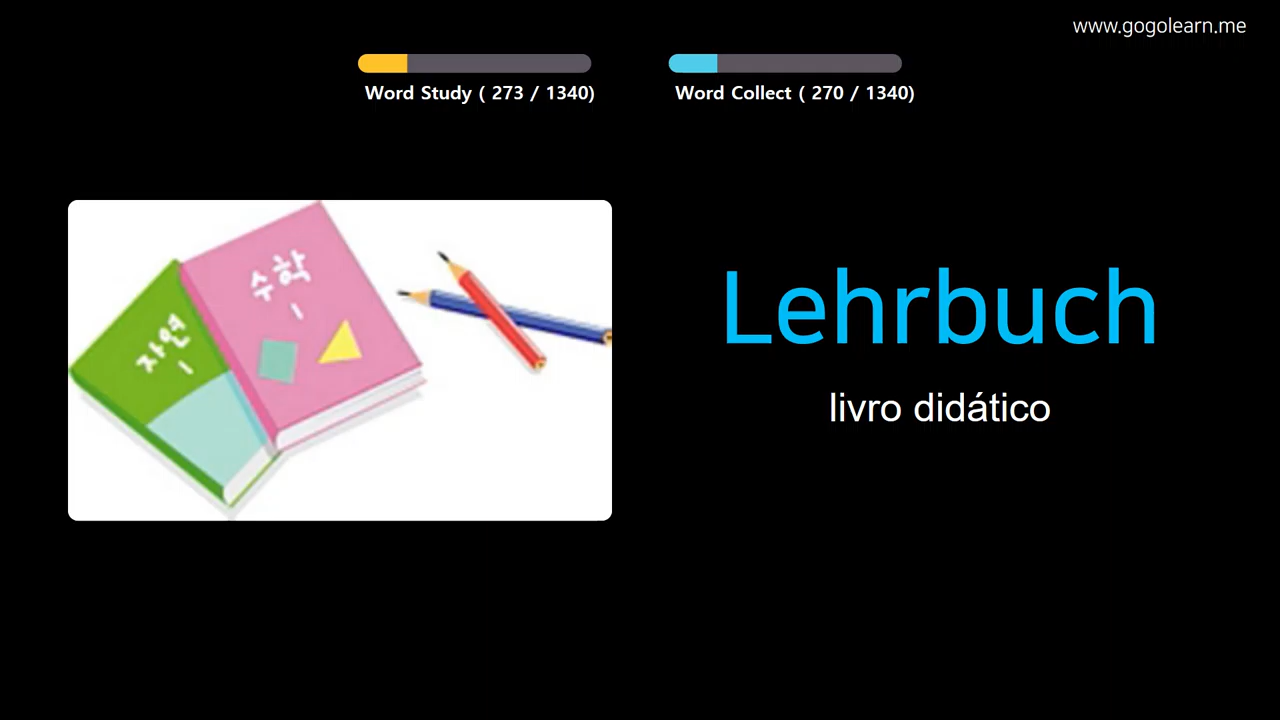 www.gogolearn.me
Word Study ( 273 / 1340)
Word Collect ( 270 / 1340)
수학
1
자연
1
Lehrbuch
livro didático